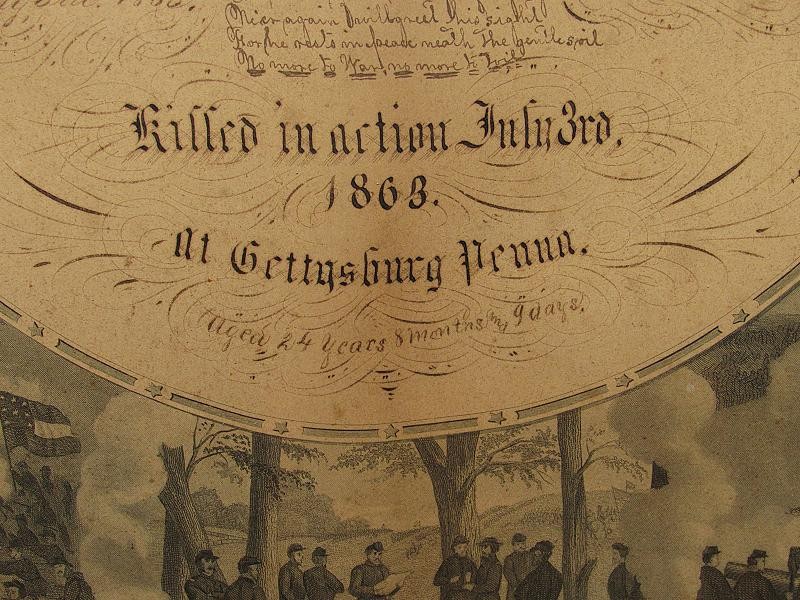 1863.
Ne'er again I will greet his sight
For he rests in peace neath the gentle soil
No more to War, no more to Toil
Killed in action July 3rd,
1863.
At Gettysburg Penna.
Aged 24 Years 8 months & 9 days.